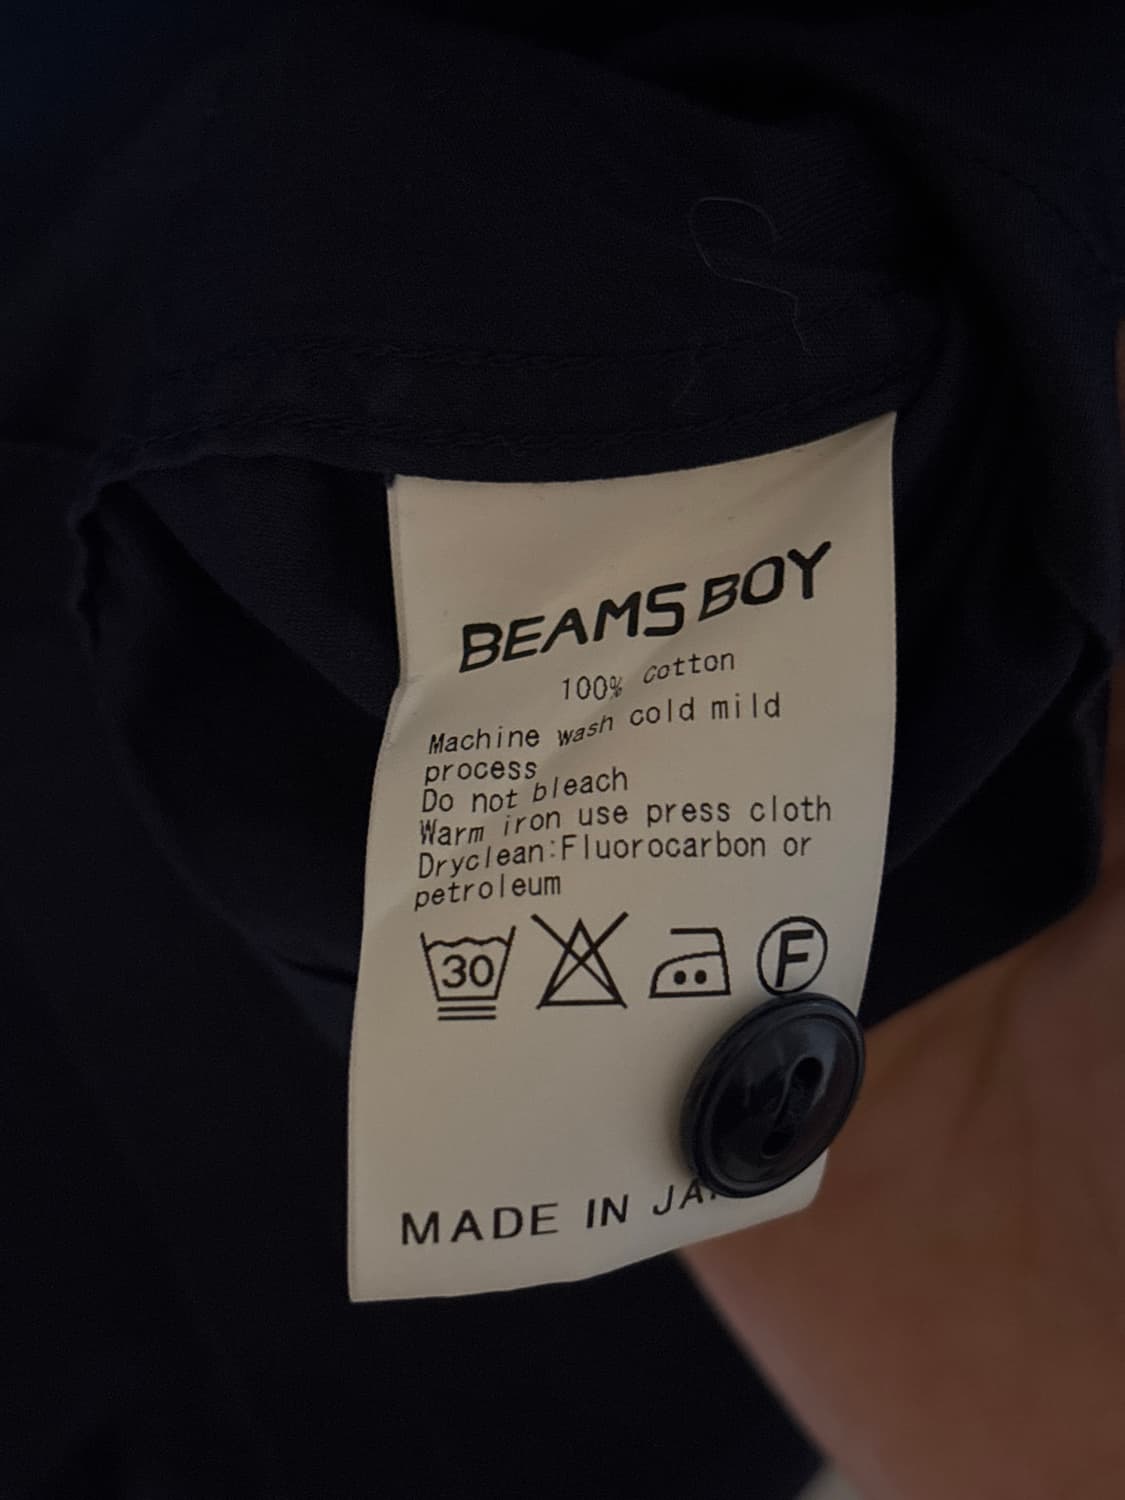 BEAMS BOY
100% cotton
Machine wash cold mild
process
Do not bleach
Warm iron use press cloth
Dryclean:Fluorocarbon or
petroleum
30 F
MADE IN